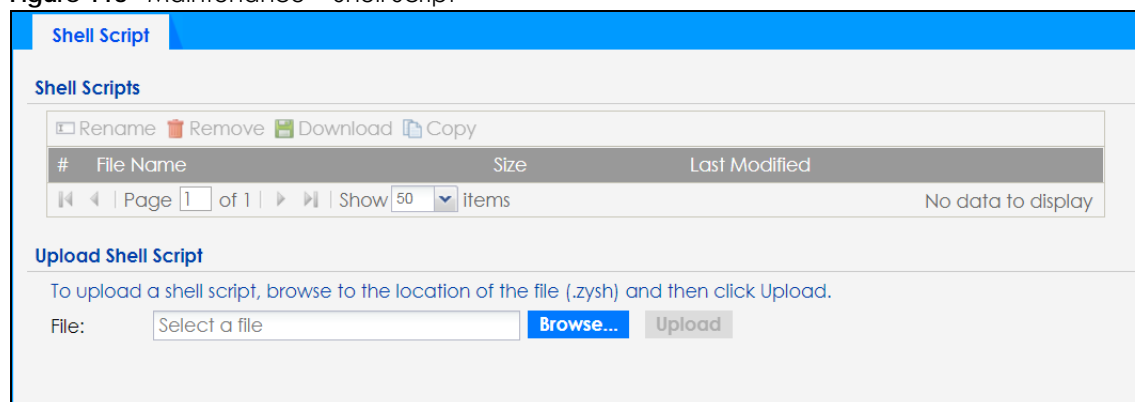 Shell Script
Shell Scripts
Rename Remove Download Copy
# File Name Size Last Modified
Page 1 of 1 Show 50 items No data to display
Upload Shell Script
To upload a shell script, browse to the location of the file (.zysh) and then click Upload.
File: Select a file Browse... Upload